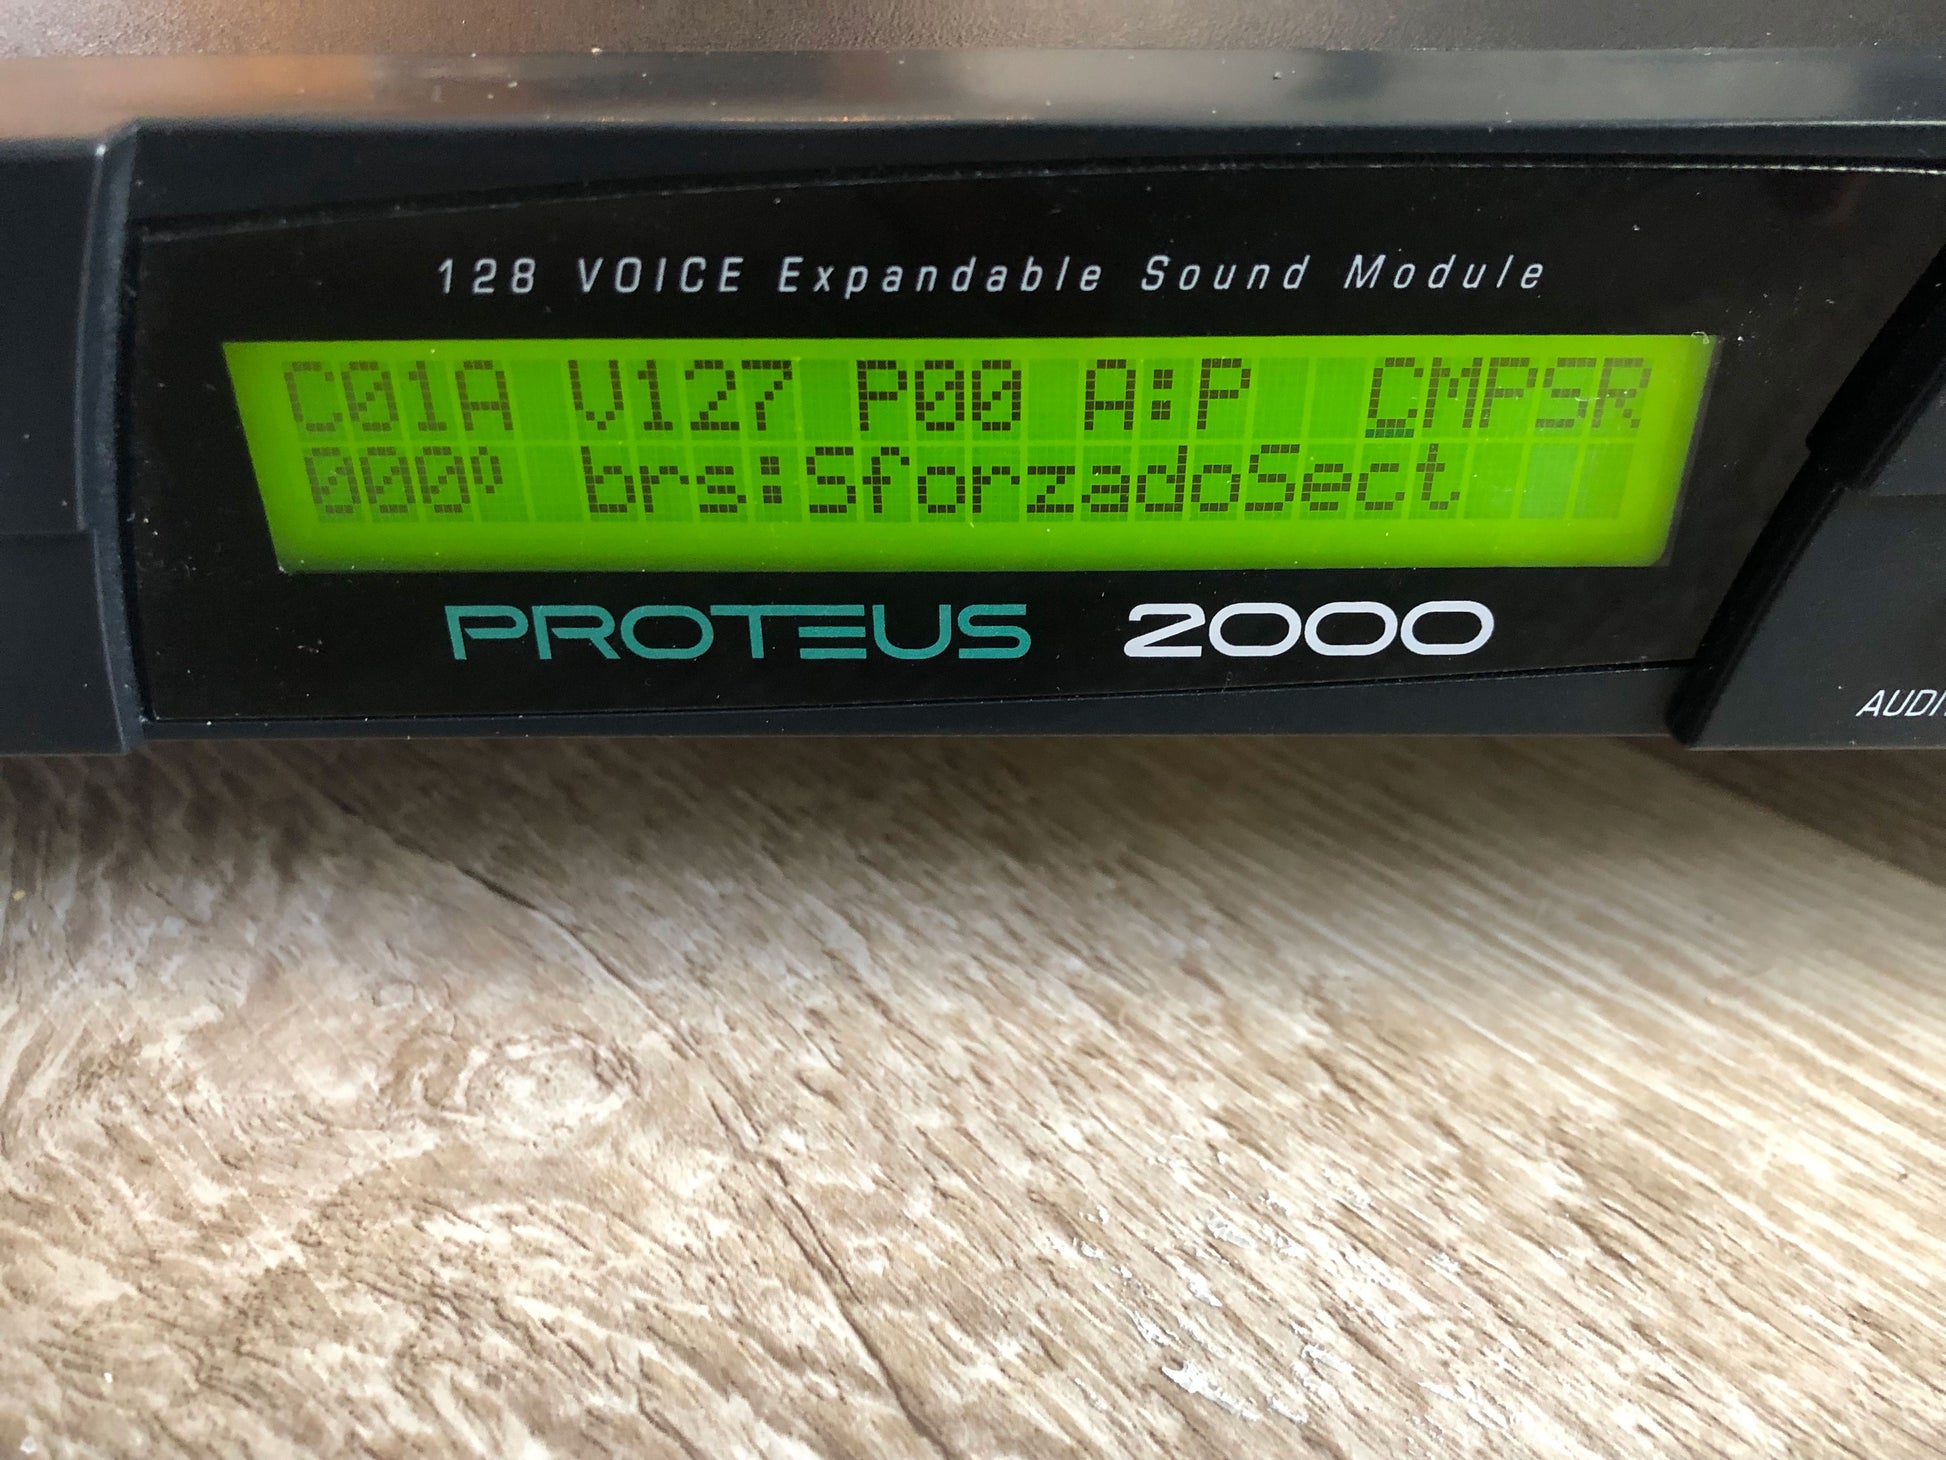 128 VOICE Expandable Sound Module
C01A V127 P00 A:P CMPSR
000⁰ brs:SforzadoSect
PROTEUS 2000